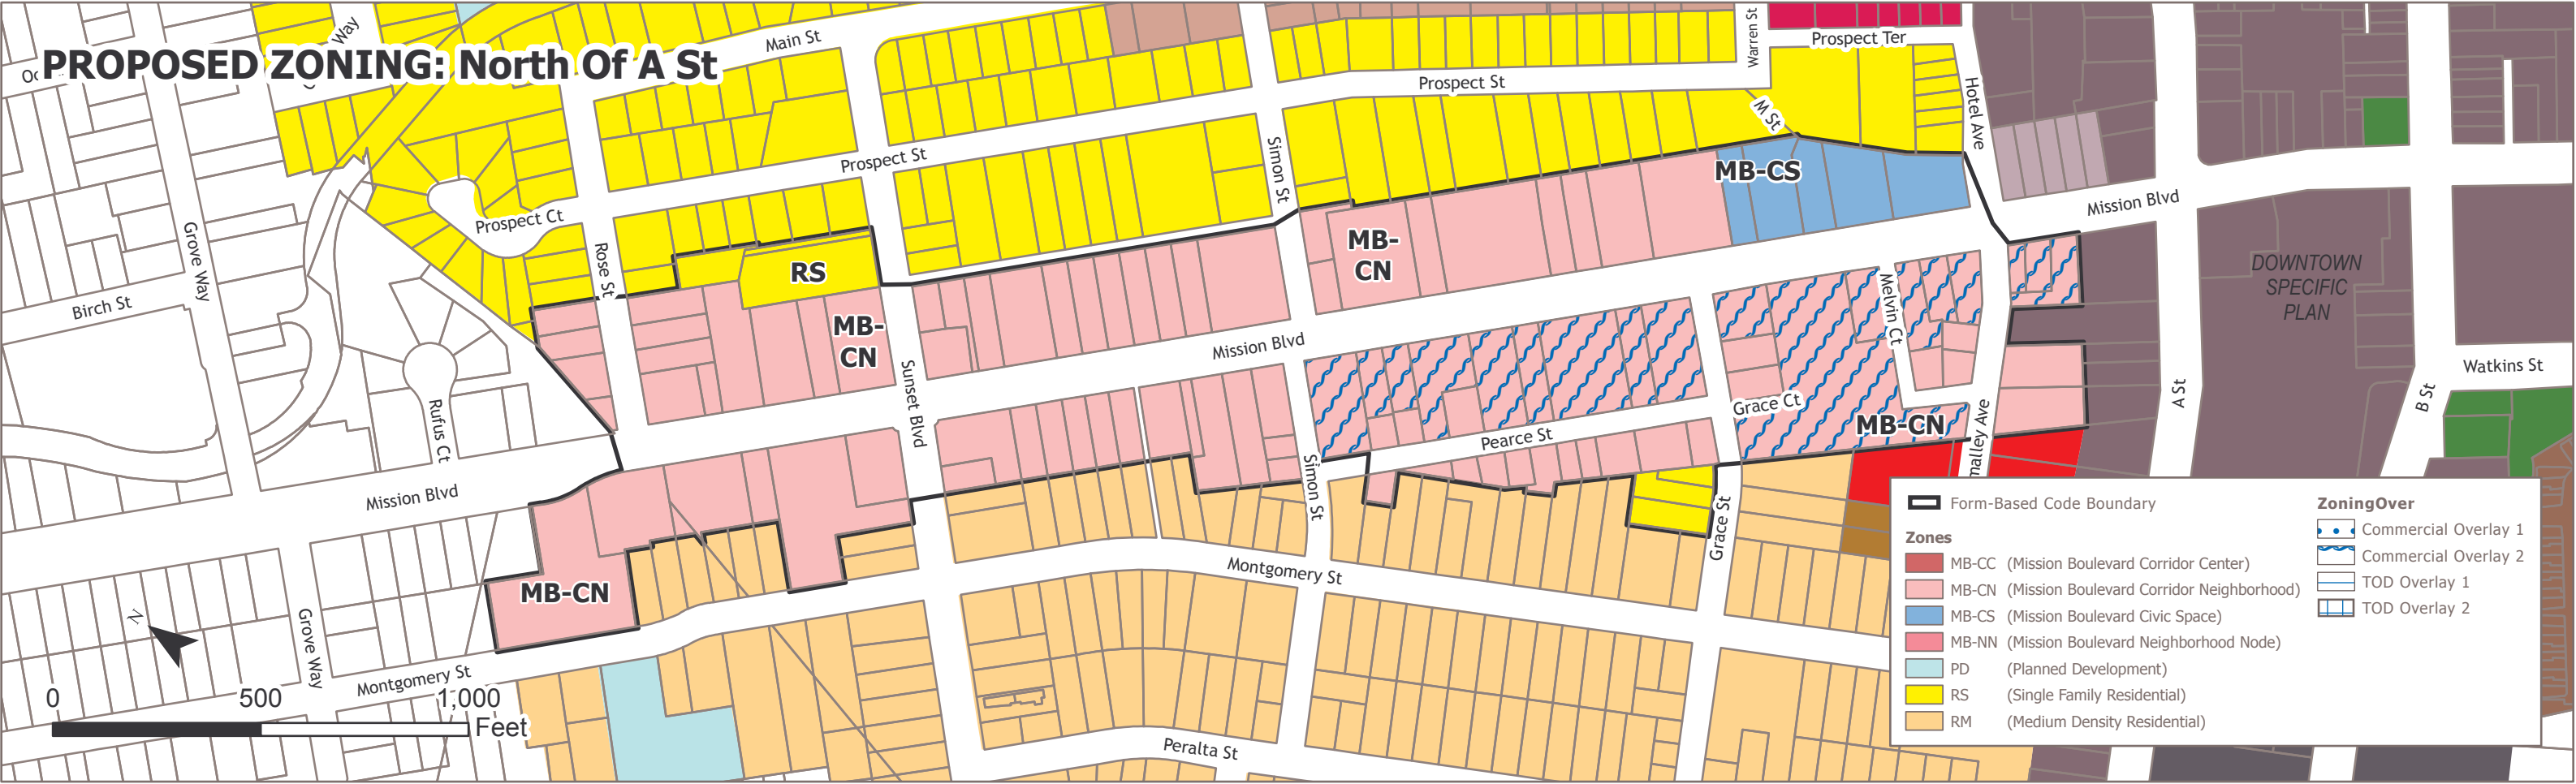 PROPOSED ZONING: North Of A St
Way
Main St
Prospect St
Warren St
Prospect Ter
Prospect St
M St
Hotel Ave
Simon St
Prospect Ct
Grove Way
Rose St
Birch St
RS
MB-CS
MB-
CN
MB-
CN
Mission Blvd
DOWNTOWN
SPECIFIC
PLAN
Melvin Ct
Mission Blvd
Sunset Blvd
Watkins St
A St
B St
Rufus Ct
Grace Ct
MB-CN
Pearce St
Simon St
Mission Blvd
Grace St
Montgomery St
MB-CN
N
Grove Way
Montgomery St
Peralta St
0 500 1,000
Feet
Form-Based Code Boundary
Zones
MB-CC (Mission Boulevard Corridor Center)
MB-CN (Mission Boulevard Corridor Neighborhood)
MB-CS (Mission Boulevard Civic Space)
MB-NN (Mission Boulevard Neighborhood Node)
PD (Planned Development)
RS (Single Family Residential)
RM (Medium Density Residential)
ZoningOver
Commercial Overlay 1
Commercial Overlay 2
TOD Overlay 1
TOD Overlay 2